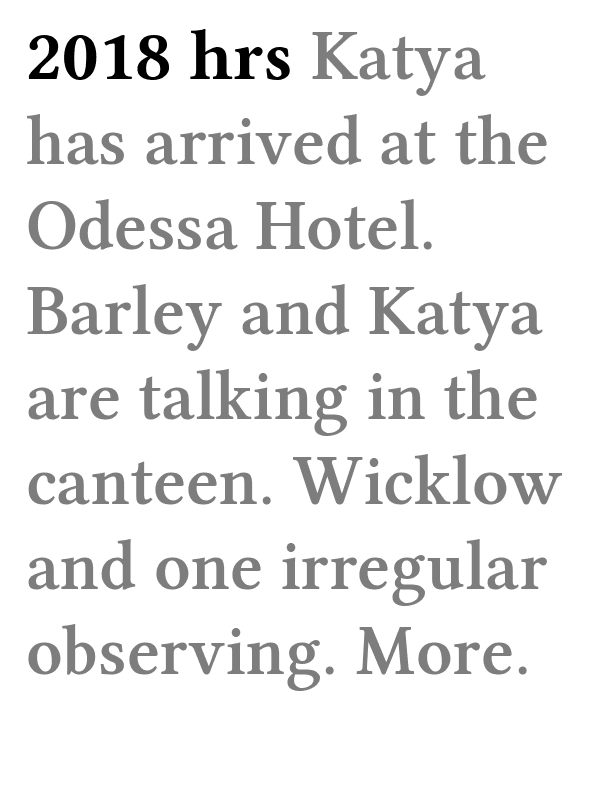 2018 hrs Katya
has arrived at the
Odessa Hotel.
Barley and Katya
are talking in the
canteen. Wicklow
and one irregular
observing. More.